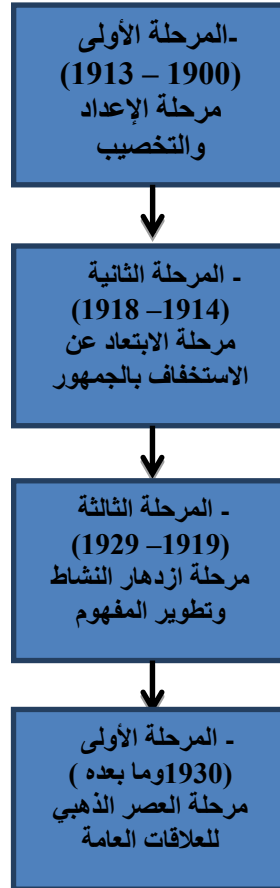 -المرحلة الأولى
(1900 – 1913)
مرحلة الإعداد
والتخصيب
- المرحلة الثانية
(1914 –1918)
مرحلة الابتعاد عن
الاستخفاف بالجمهور
- المرحلة الثالثة
(1919 –1929)
مرحلة ازدهار النشاط
وتطوير المفهوم
- المرحلة الأولى
(1930وما بعده )
مرحلة العصر الذهبي
للعلاقات العامة